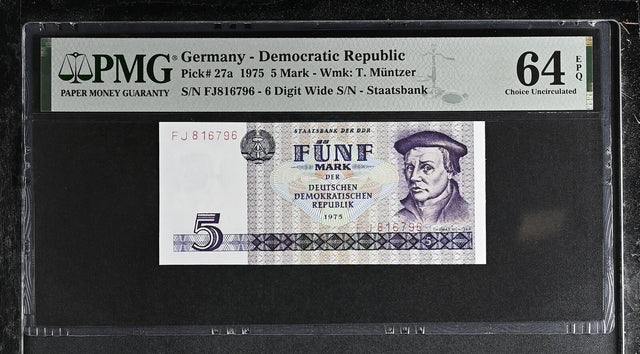 PMG
PAPER MONEY GUARANTY
Germany - Democratic Republic
Pick# 27a 1975 5 Mark - Wmk: T. Müntzer
S/N FJ816796 - 6 Digit Wide S/N - Staatsbank
64 EPQ
Choice Uncirculated
FJ 816796
STAATSBANK DER DDR
FÜNF
MARK
DER
DEUTSCHEN
DEMOKRATISCHEN
REPUBLIK
1975
FJ 816796
5
5